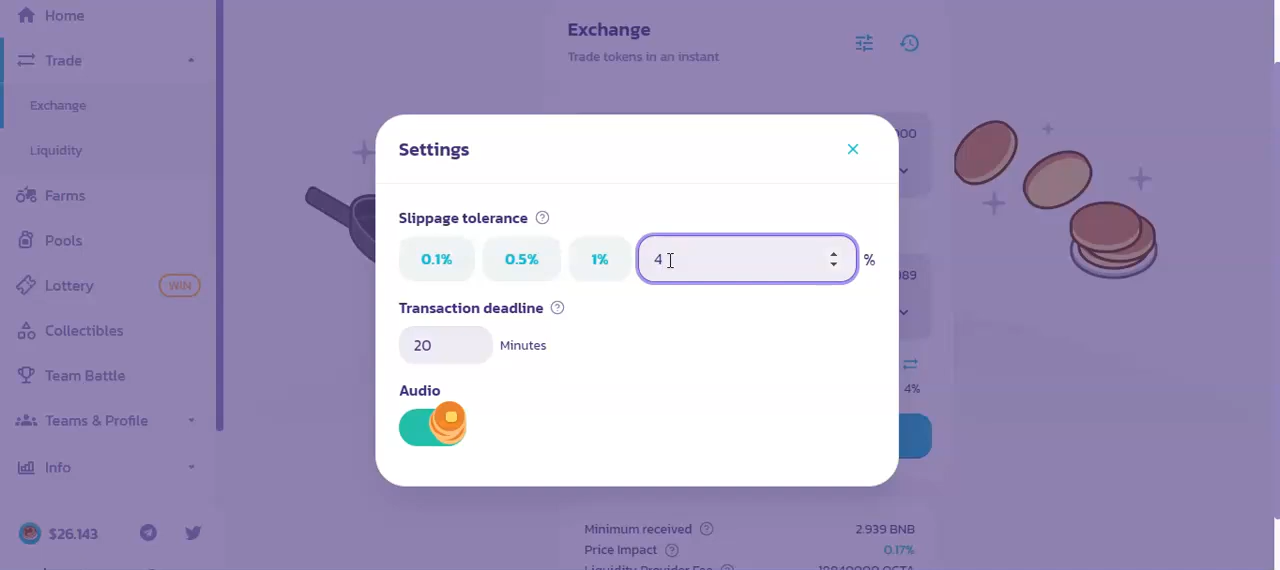 Home
Trade
Exchange
Liquidity
Farms
Pools
Lottery
WIN
Collectibles
Team Battle
Teams & Profile
Info
$26.143
Exchange
Trade tokens in an instant
Settings
Slippage tolerance ?
0.1%
0.5%
1%
4
%
Transaction deadline ?
20
Minutes
Audio
4%
Minimum received ?
2.939 BNB
Price Impact ?
0.17%